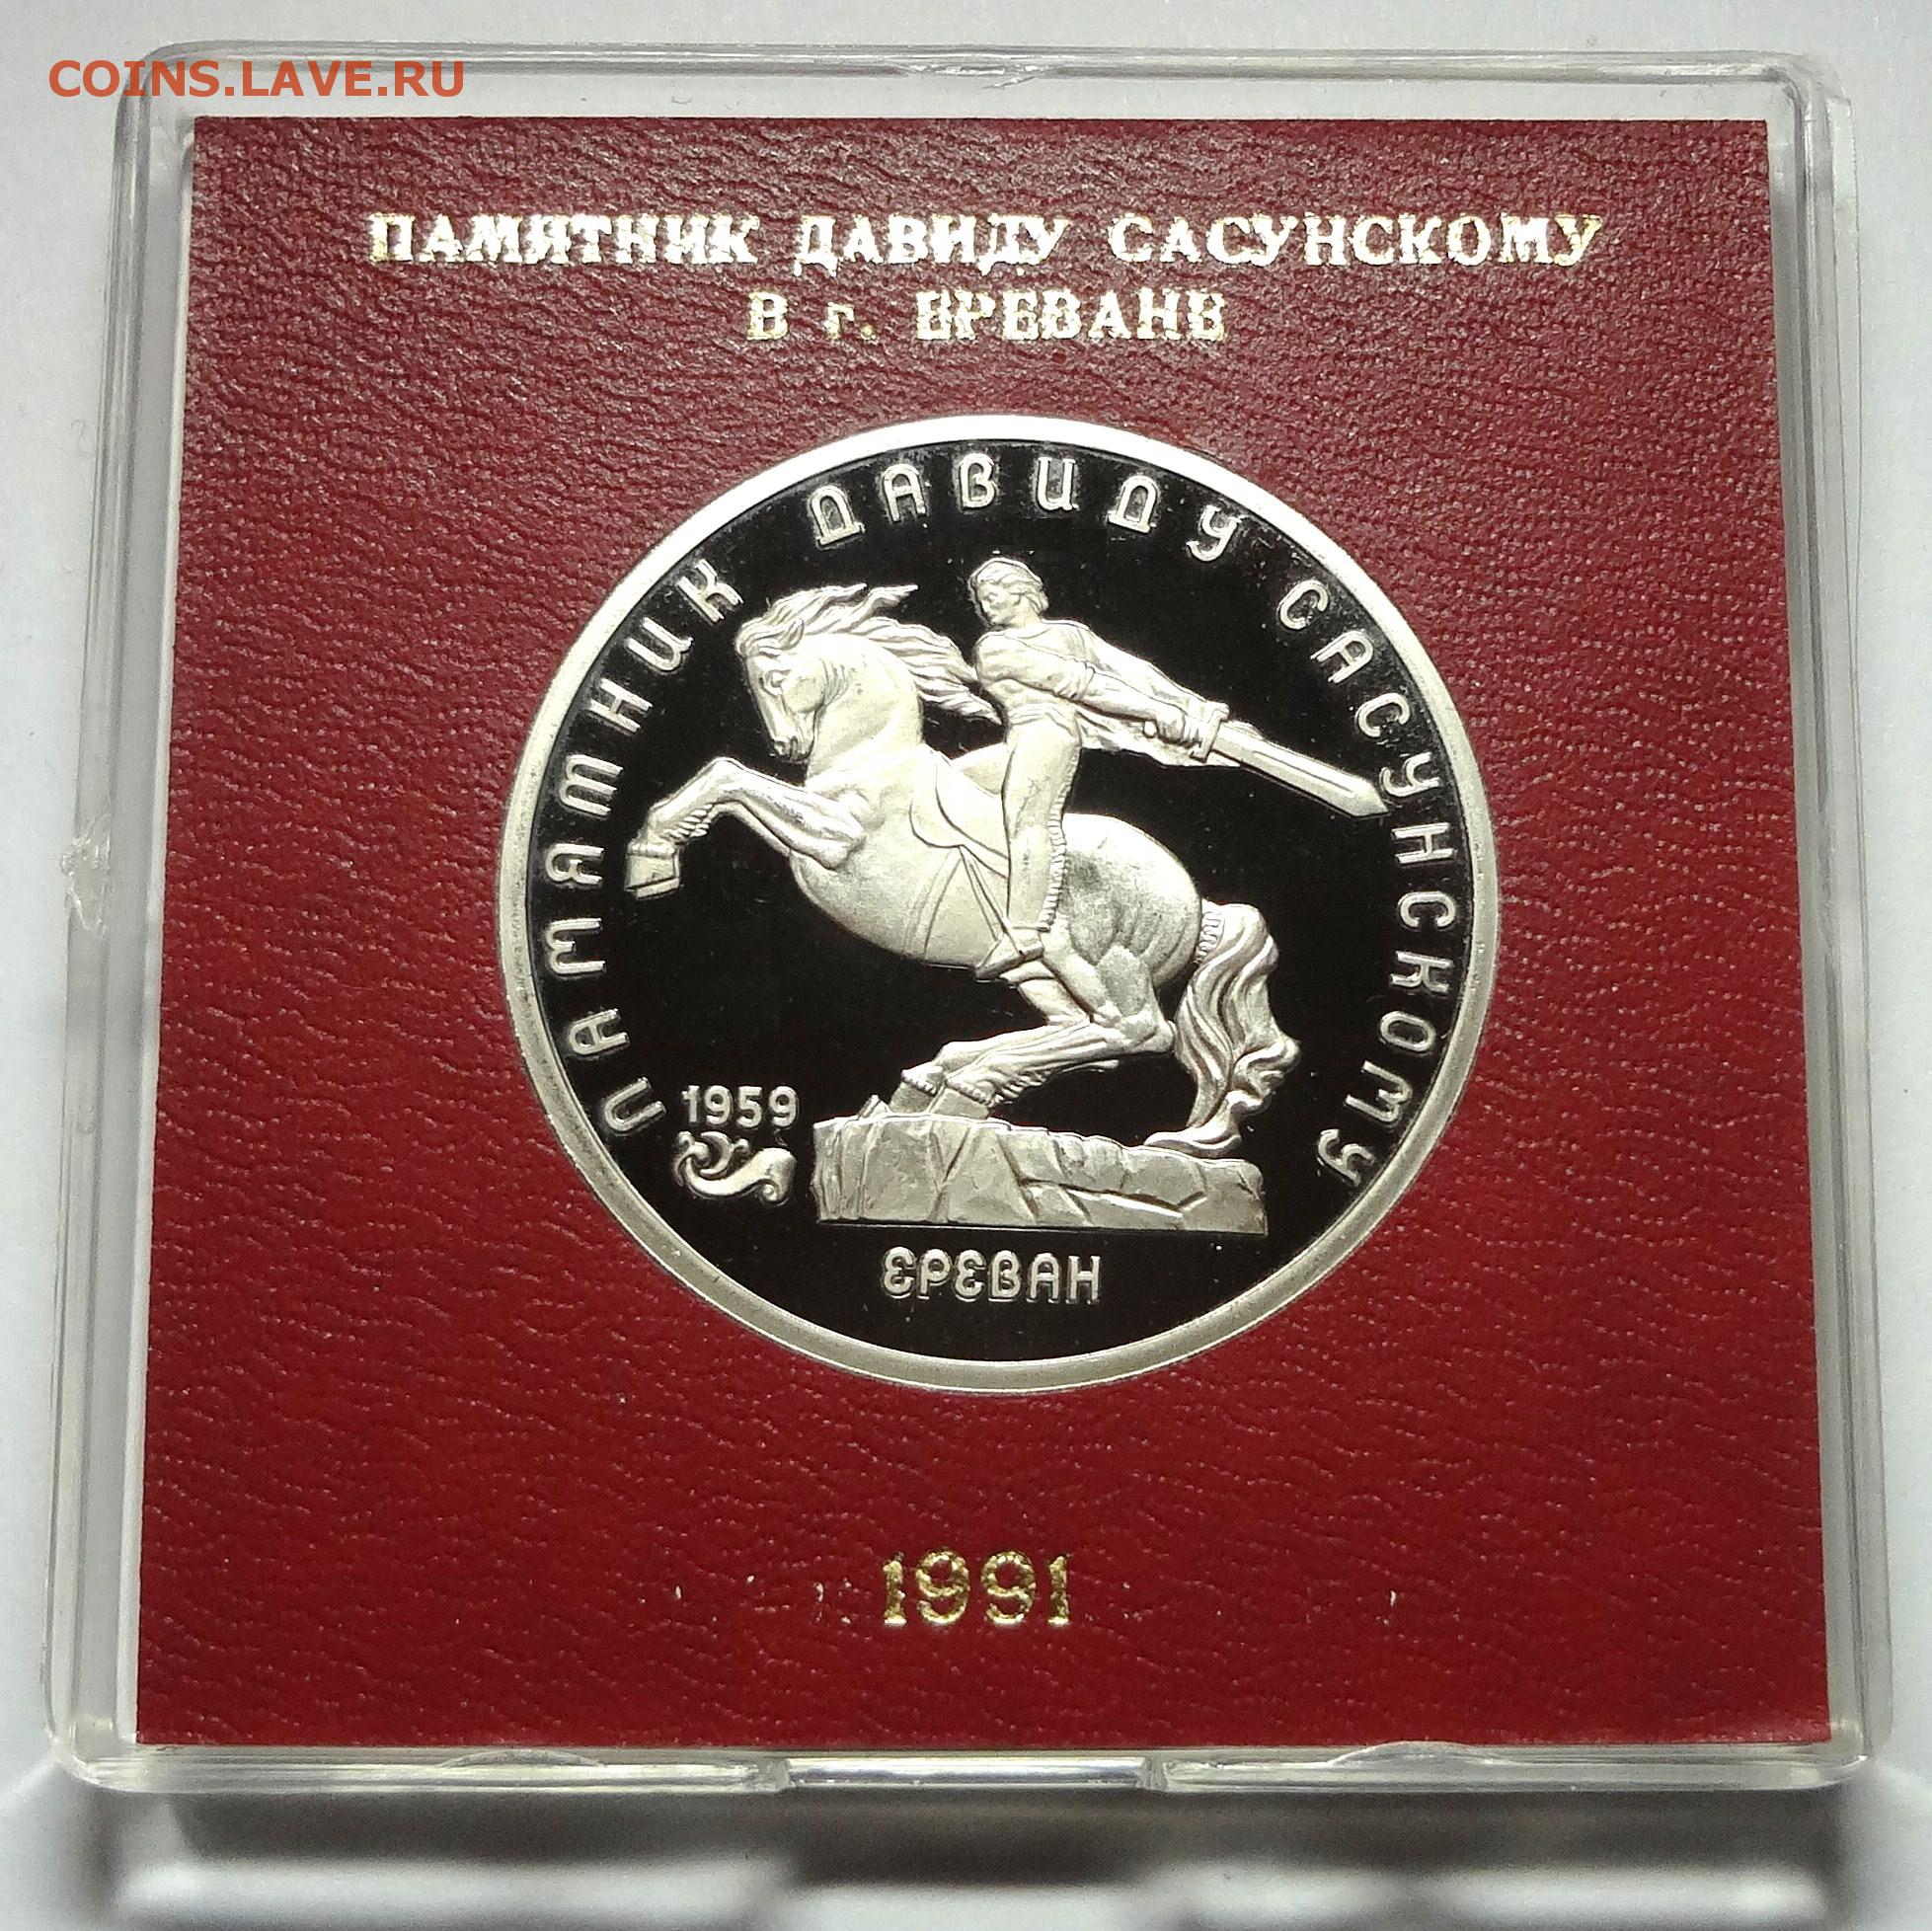 COINS.LAVE.RU
ПАМЯТНИК ДАВИДУ САСУНСКОМУ
В г. ЕРЕВАНЕ
ПАМЯТНИК ДАВИДУ САСУНСКОМУ
1959
ЕРЕВАН
1991